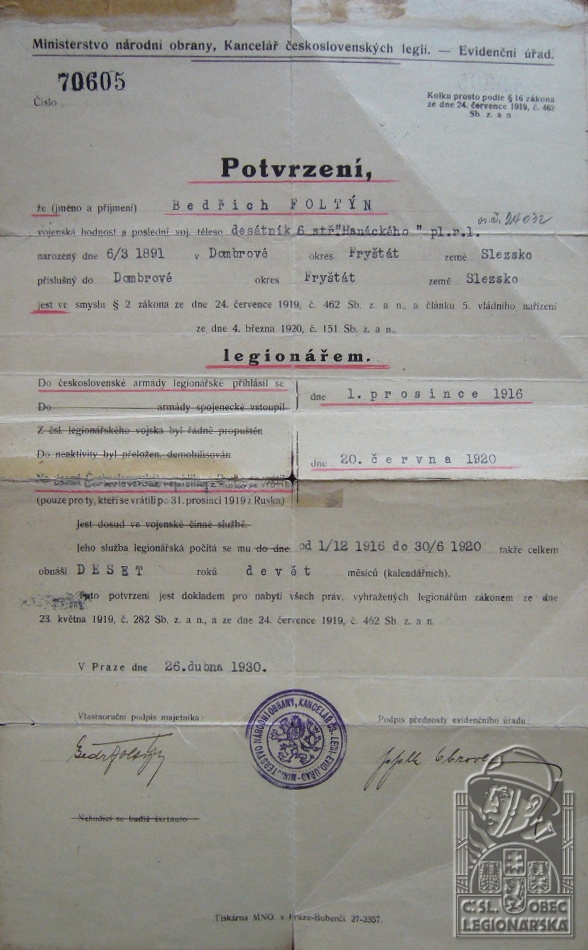 Ministerstvo národní obrany, Kancelář československých legií. — Evidenční úřad.
70605
Číslo
Kolku prosto podle § 16 zákona
ze dne 24. července 1919, č. 462
Sb. z. a n
Potvrzení,
že (jméno a příjmení) Bedřich FOLTÝN
vojenská hodnost a poslední voj. těleso desátník 6 stř."Hanáckého" pl.r.l.
narozený dne 6/3 1891 v Dombrové okres Fryštát země Slezsko
příslušný do Dombrové okres Fryštát země Slezsko
jest ve smyslu § 2 zákona ze dne 24. července 1919, č. 462 Sb. z. a n., a článku 5. vládního nařízení
ze dne 4. března 1920, č. 151 Sb. z a n.,
legionářem.
Do československé armády legionářské přihlásil se
dne 1. prosince 1916
Do armády spojenecké vstoupil
Z čsl. legionářského vojska byl řádně propuštěn
Do neaktivity byl přeložen, demobilisován
dne 20. června 1920
(pouze pro ty, kteří se vrátili po 31. prosinci 1919 z Ruska)
jest dosud ve vojenské činné službě.
Jeho služba legionářská počítá se mu do dne od 1/12 1916 do 30/6 1920 takže celkem
obnáší DESET roků devět měsíců (kalendářních).
Toto potvrzení jest dokladem pro nabytí všech práv, vyhražených legionářům zákonem ze dne
23. května 1919, č. 282 Sb. z a n., a ze dne 24. července 1919, č. 462 Sb. z a n.
V Praze dne 26.dubna 1930.
Vlastnoruční podpis majetníka:
Podpis přednosty evidenčního úřadu:
Nehodící se budiž škrtnuto
Tiskárna MNO. v Praze-Bubenči. 27-2357.
Č.SL. OBEC
LEGIONÁŘSKÁ